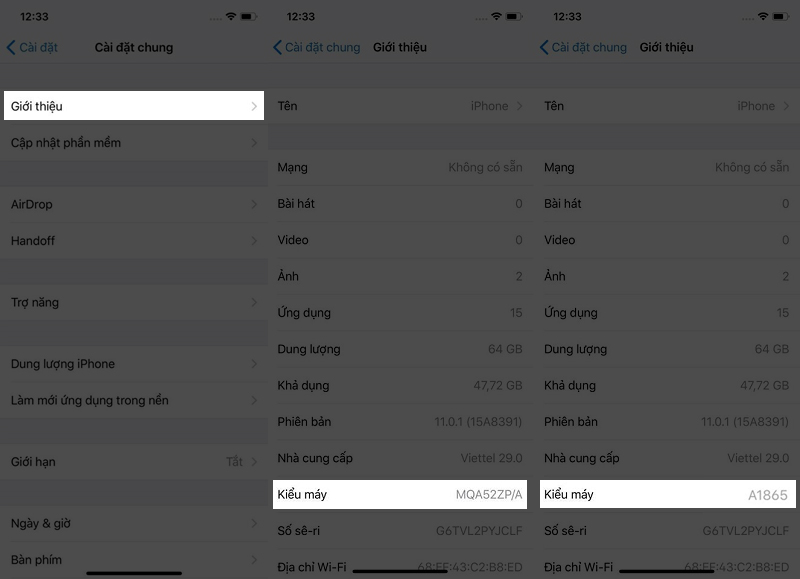 12:33
Cài đặt
Cài đặt chung
Giới thiệu
Cập nhật phần mềm
AirDrop
Handoff
Trợ năng
Dung lượng iPhone
Làm mới ứng dụng trong nền
Giới hạn Tắt
Ngày & giờ
Bàn phím
12:33
Cài đặt chung
Giới thiệu
Tên iPhone
Mạng Không có sẵn
Bài hát 0
Video 0
Ảnh 2
Ứng dụng 15
Dung lượng 64 GB
Khả dụng 47,72 GB
Phiên bản 11.0.1 (15A8391)
Nhà cung cấp Viettel 29.0
Kiểu máy MQA52ZP/A
Số sê-ri G6TVL2PYJCLF
Địa chỉ Wi-Fi 68:EF:43:C2:B8:ED
12:33
Cài đặt chung
Giới thiệu
Tên iPhone
Mạng Không có sẵn
Bài hát 0
Video 0
Ảnh 2
Ứng dụng 15
Dung lượng 64 GB
Khả dụng 47,72 GB
Phiên bản 11.0.1 (15A8391)
Nhà cung cấp Viettel 29.0
Kiểu máy A1865
Số sê-ri G6TVL2PYJCLF
Địa chỉ Wi-Fi 68:EF:43:C2:B8:ED